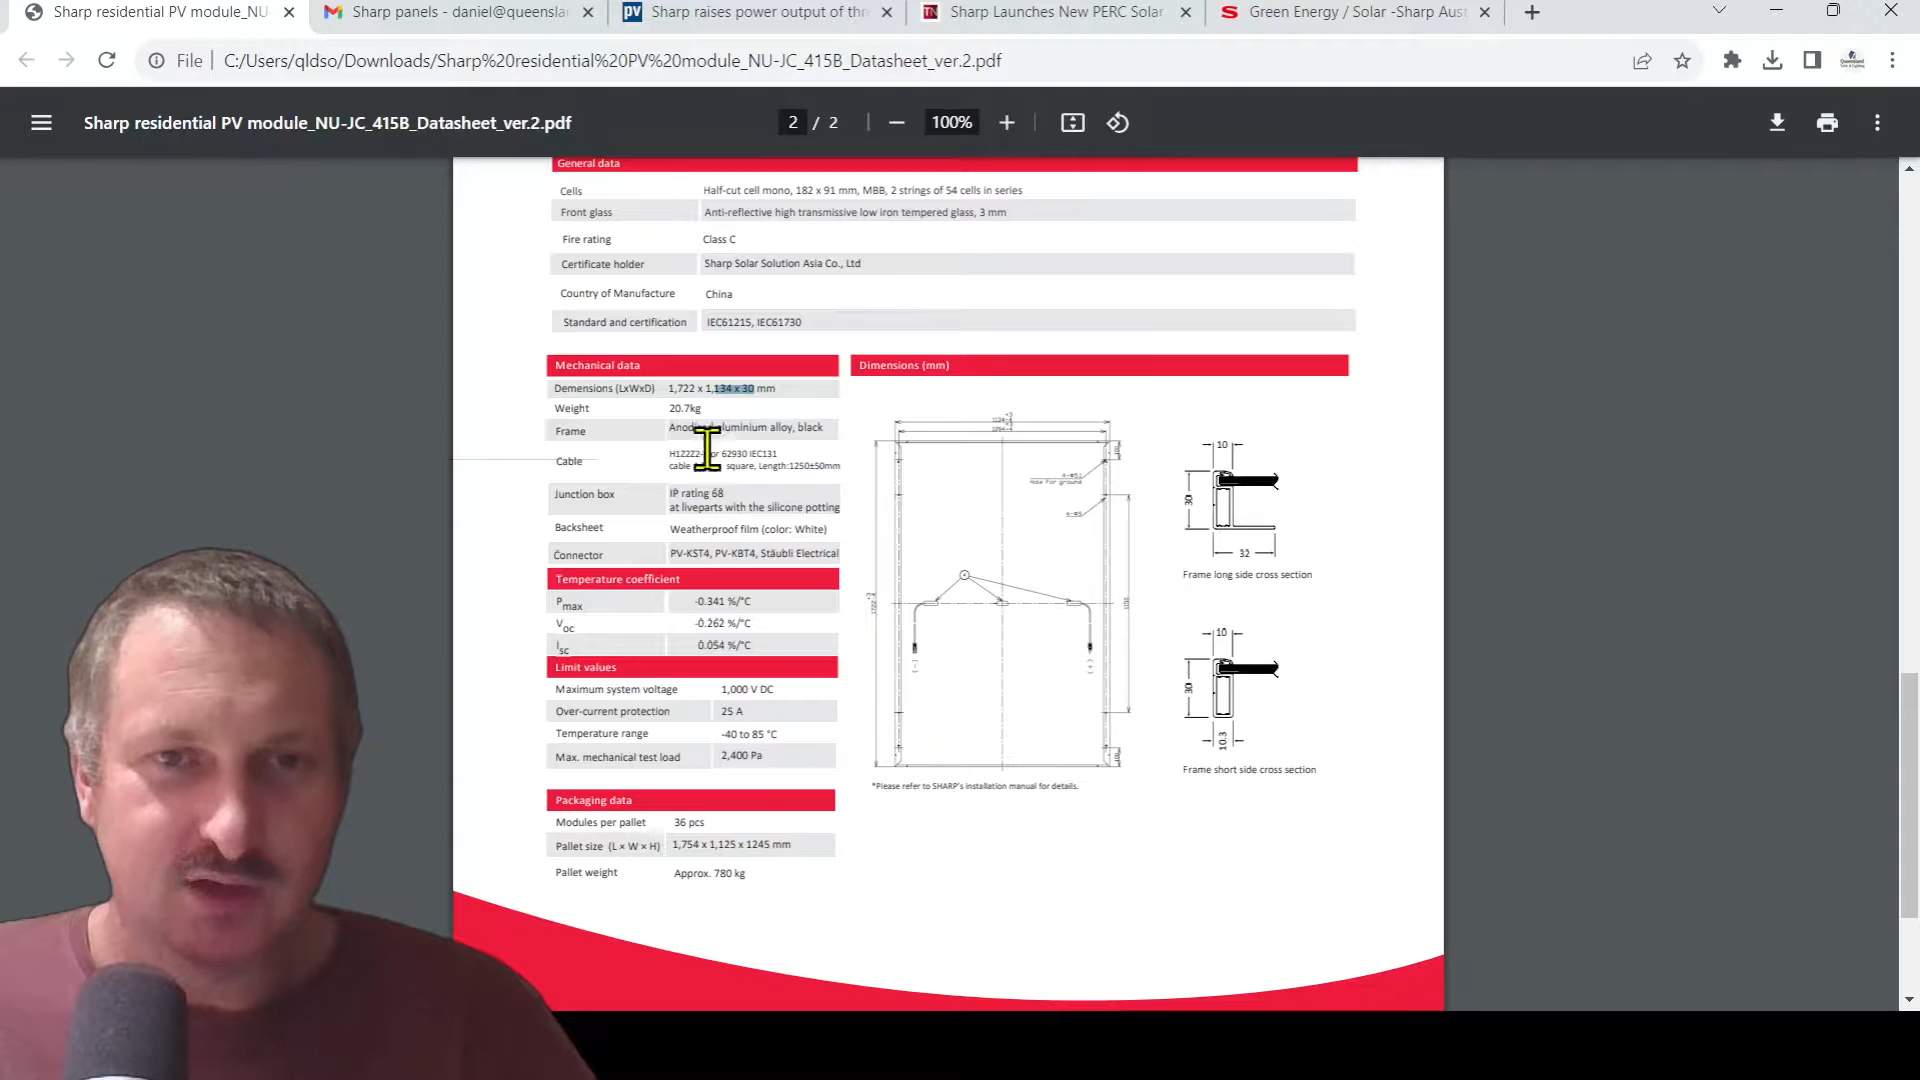 Sharp residential PV module_NU
Sharp panels - daniel@queensla
Sharp raises power output of thr
Sharp Launches New PERC Solar
Green Energy / Solar -Sharp Aust
File
C:/Users/qldso/Downloads/Sharp%20residential%20PV%20module_NU-JC_415B_Datasheet_ver.2.pdf
Sharp residential PV module_NU-JC_415B_Datasheet_ver.2.pdf
2 / 2
100%
General data
Cells Half-cut cell mono, 182 x 91 mm, MBB, 2 strings of 54 cells in series
Front glass Anti-reflective high transmissive low iron tempered glass, 3 mm
Fire rating Class C
Certificate holder Sharp Solar Solution Asia Co., Ltd
Country of Manufacture China
Standard and certification IEC61215, IEC61730
Mechanical data
Demensions (LxWxD) 1,722 x 1,134 x 30 mm
Weight 20.7kg
Frame luminium alloy, black
Cable H1Z2Z2- or 62930 IEC131
cable square, Length:1250±50mm
Junction box IP rating 68
at liveparts with the silicone potting
Backsheet Weatherproof film (color: White)
Connector PV-KST4, PV-KBT4, Stäubli Electrical
Temperature coefficient
Pmax -0.341 %/°C
Voc -0.262 %/°C
Isc 0.054 %/°C
Limit values
Maximum system voltage 1,000 V DC
Over-current protection 25 A
Temperature range -40 to 85 °C
Max. mechanical test load 2,400 Pa
Packaging data
Modules per pallet 36 pcs
Pallet size (L × W × H) 1,754 x 1,125 x 1245 mm
Pallet weight Approx. 780 kg
Dimensions (mm)
10
30
32
Frame long side cross section
10
30
10.3
Frame short side cross section
*Please refer to SHARP's installation manual for details.